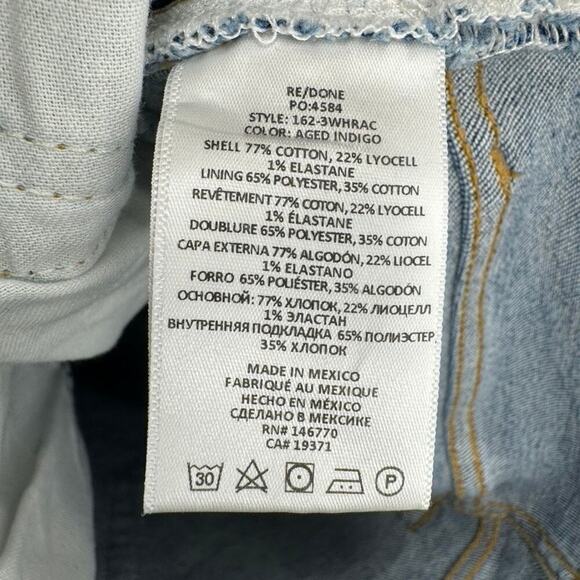 RE/DONE
PO:4584
STYLE: 162-3WHRAC
COLOR: AGED INDIGO
SHELL 77% COTTON, 22% LYOCELL
1% ELASTANE
LINING 65% POLYESTER, 35% COTTON
REVÊTEMENT 77% COTON, 22% LYOCELL
1% ÉLASTANE
DOUBLURE 65% POLYESTER, 35% COTON
CAPA EXTERNA 77% ALGODÓN, 22% LIOCEL
1% ELASTANO
FORRO 65% POLIÉSTER, 35% ALGODÓN
ОСНОВНОЙ: 77% ХЛОПОК, 22% ЛИОЦЕЛЛ
1% ЭЛАСТАН
ВНУТРЕННЯЯ ПОДКЛАДКА 65% ПОЛИЭСТЕР,
35% ХЛОПОК
MADE IN MEXICO
FABRIQUÉ AU MEXIQUE
HECHO EN MÉXICO
СДЕЛАНО В МЕКСИКЕ
RN# 146770
CA# 19371
30 P